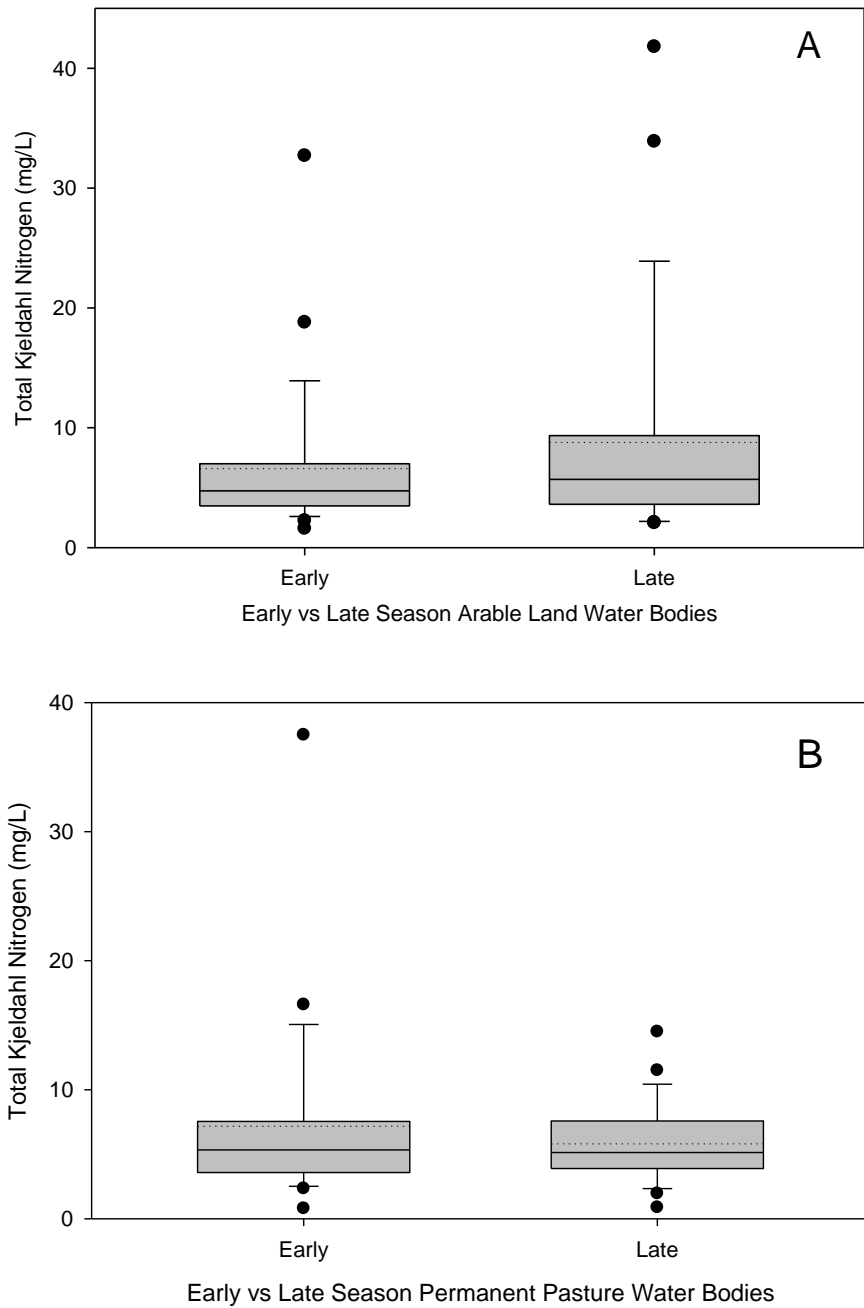 A
40
30
20
10
0
Total Kjeldahl Nitrogen (mg/L)
Early Late
Early vs Late Season Arable Land Water Bodies
B
40
30
20
10
0
Total Kjeldahl Nitrogen (mg/L)
Early Late
Early vs Late Season Permanent Pasture Water Bodies